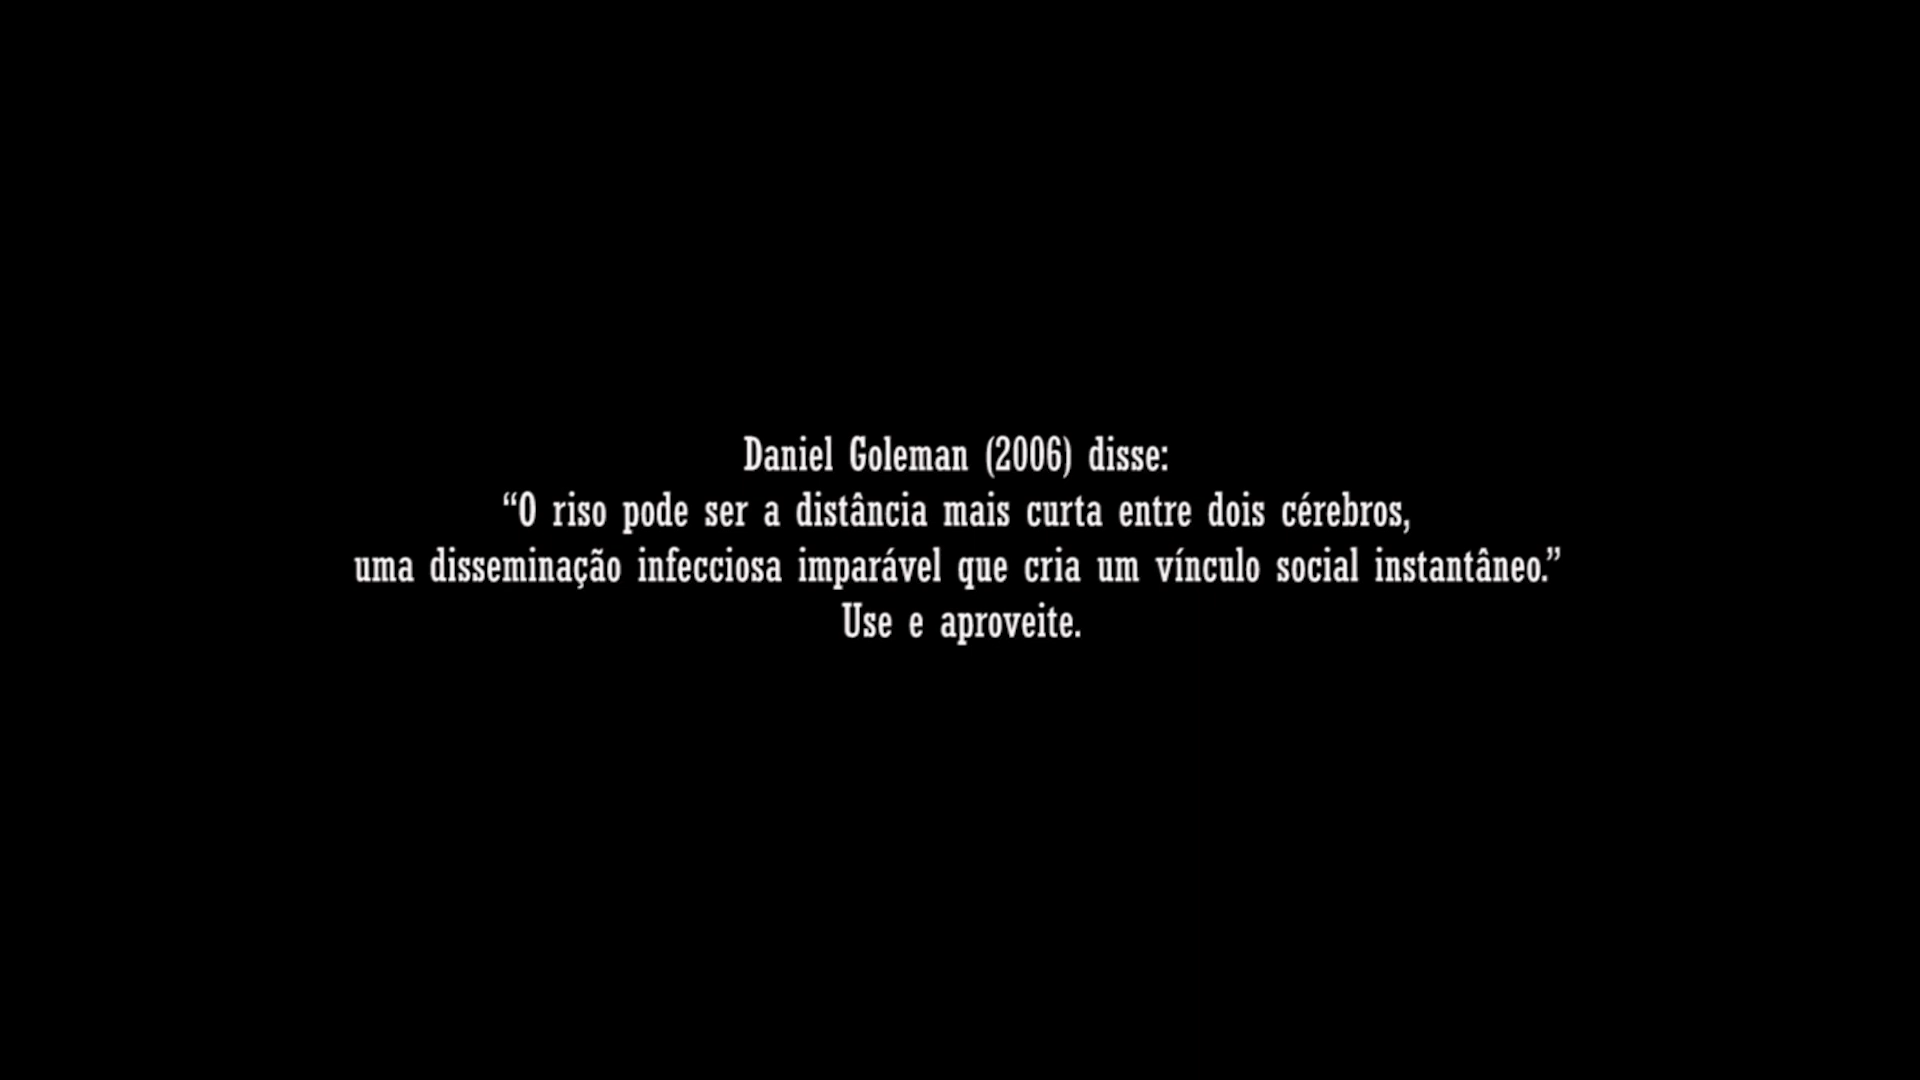 Daniel Goleman (2006) disse:
“O riso pode ser a distância mais curta entre dois cérebros,
uma disseminação infecciosa imparável que cria um vínculo social instantâneo.”
Use e aproveite.